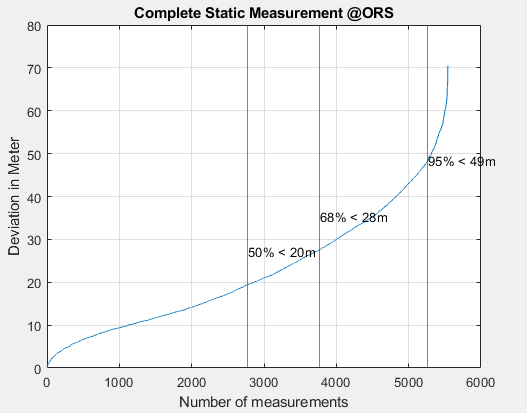 Complete Static Measurement @ORS
80
70
60
50
40
30
20
10
0
Deviation in Meter
95% < 49m
68% < 28m
50% < 20m
0 1000 2000 3000 4000 5000 6000
Number of measurements